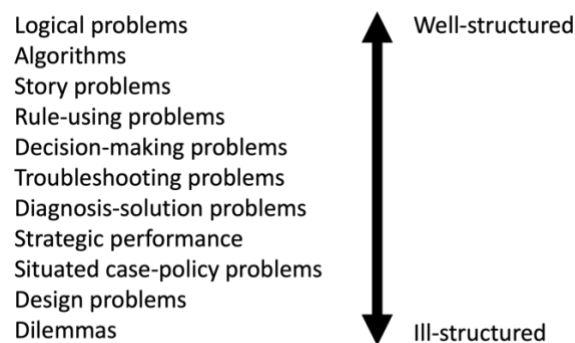 Logical problems
Well-structured
Algorithms
Story problems
Rule-using problems
Decision-making problems
Troubleshooting problems
Diagnosis-solution problems
Strategic performance
Situated case-policy problems
Design problems
Dilemmas
Ill-structured